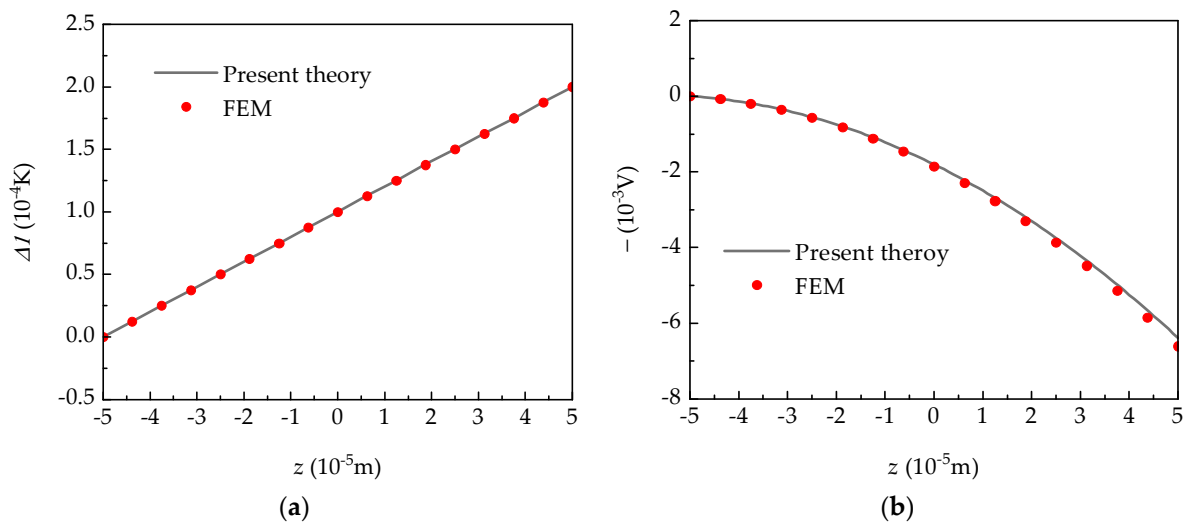 2.5
2.0
1.5
1.0
0.5
0.0
-0.5
ΔI (10⁻⁴K)
Present theory
FEM
-5 -4 -3 -2 -1 0 1 2 3 4 5
z (10⁻⁵m)
(a)
2
0
-2
-4
-6
-8
− (10⁻³V)
Present theroy
FEM
-5 -4 -3 -2 -1 0 1 2 3 4 5
z (10⁻⁵m)
(b)